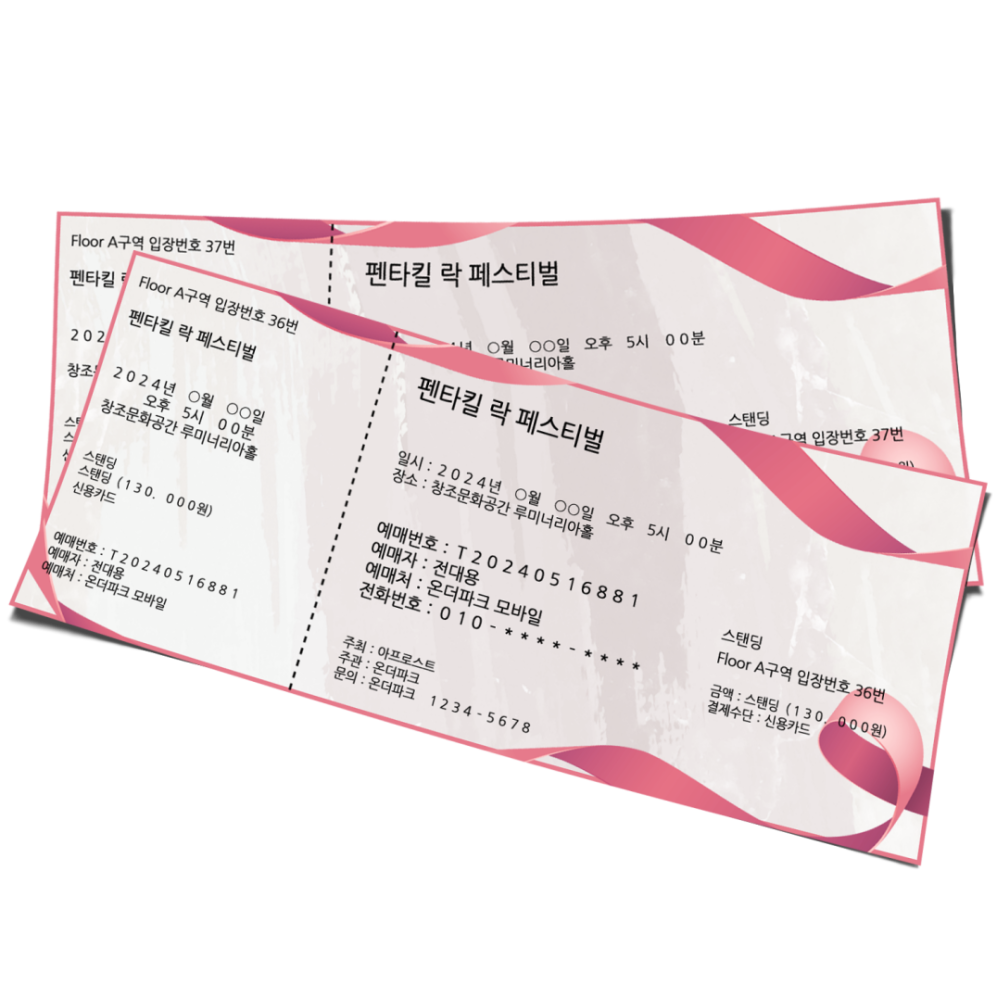 Floor A구역 입장번호 37번
펜타킬
202
창조
펜타킬 락 페스티벌
년 ○월 ○○일 오후 5시 00분
루미너리아홀
스탠딩
구역 입장번호 37번
원)
Floor A구역 입장번호 36번
펜타킬 락 페스티벌
2024년 ○월 ○○일
오후 5시 00분
창조문화공간 루미너리아홀
스탠딩
스탠딩 (130. 000원)
신용카드
예매번호 : T20240516881
예매자 : 전대용
예매처 : 온더파크 모바일
펜타킬 락 페스티벌
일시 : 2024년 ○월 ○○일 오후 5시 00분
장소 : 창조문화공간 루미너리아홀
예매번호 : T20240516881
예매자 : 전대용
예매처 : 온더파크 모바일
전화번호 : 010-****-****
주최 : 아프로스트
주관 : 온더파크
문의 : 온더파크 1234-5678
스탠딩
Floor A구역 입장번호 36번
금액 : 스탠딩 (130. 000원)
결제수단 : 신용카드